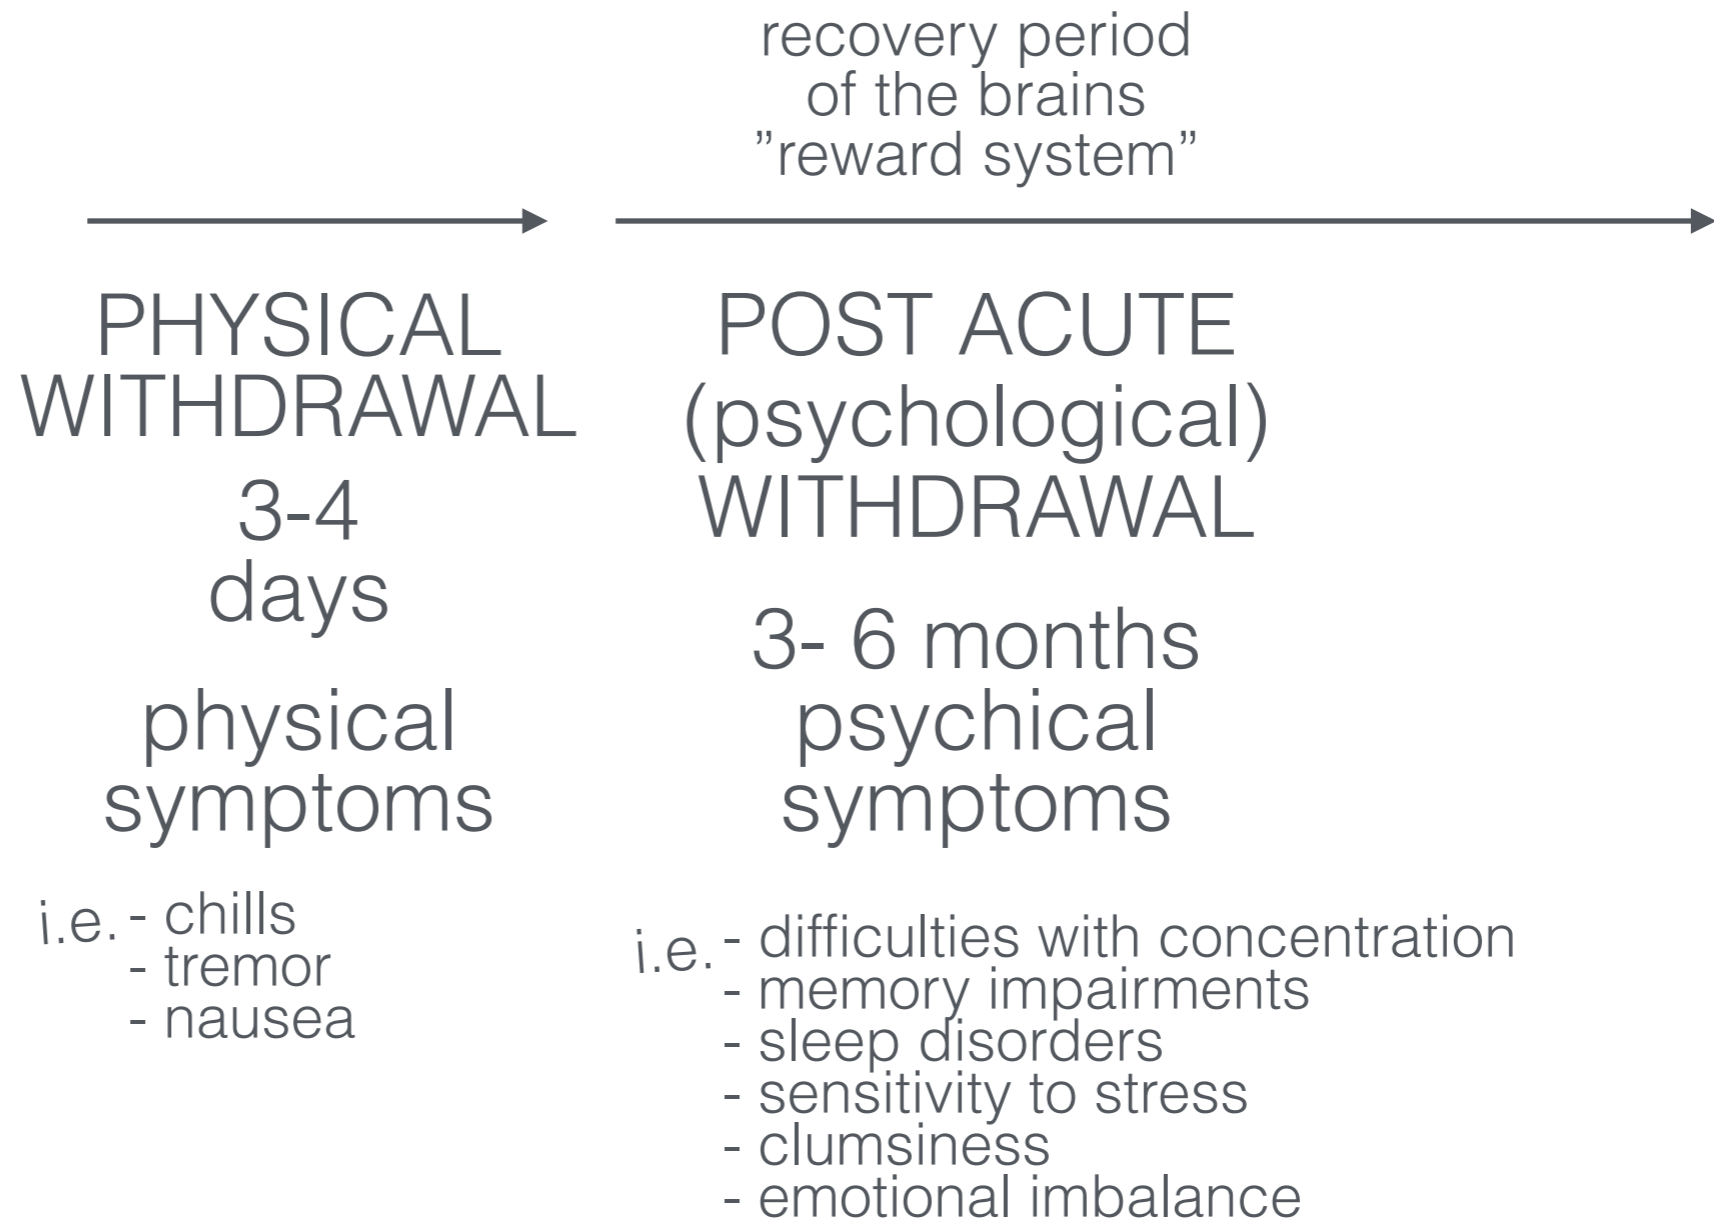 recovery period
of the brains
”reward system”
PHYSICAL
WITHDRAWAL
3-4
days
physical
symptoms
i.e. - chills
- tremor
- nausea
POST ACUTE
(psychological)
WITHDRAWAL
3- 6 months
psychical
symptoms
i.e. - difficulties with concentration
- memory impairments
- sleep disorders
- sensitivity to stress
- clumsiness
- emotional imbalance